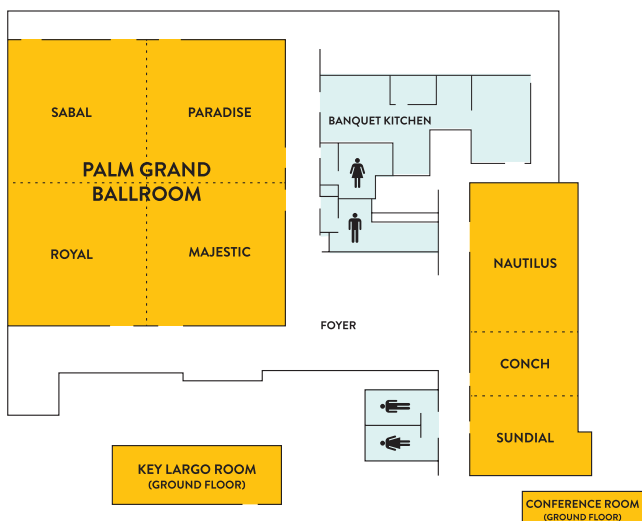 SABAL
PARADISE
PALM GRAND
BALLROOM
ROYAL
MAJESTIC
BANQUET KITCHEN
FOYER
NAUTILUS
CONCH
SUNDIAL
KEY LARGO ROOM
(GROUND FLOOR)
CONFERENCE ROOM
(GROUND FLOOR)